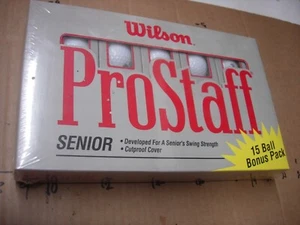 Wilson
ProStaff
SENIOR
• Developed For A Senior's Swing Strength
• Cutproof Cover
15 Ball
Bonus Pack